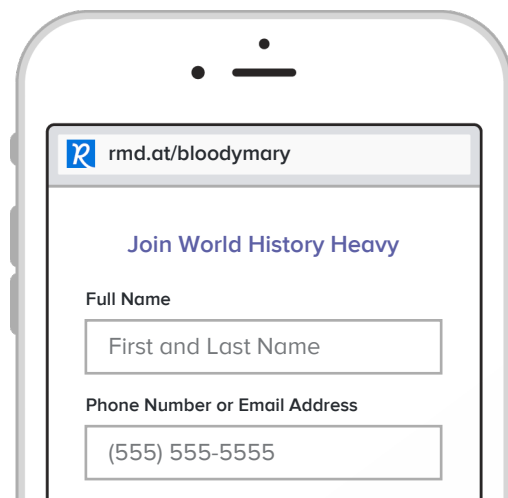 rmd.at/bloodymary
Join World History Heavy
Full Name
First and Last Name
Phone Number or Email Address
(555) 555-5555